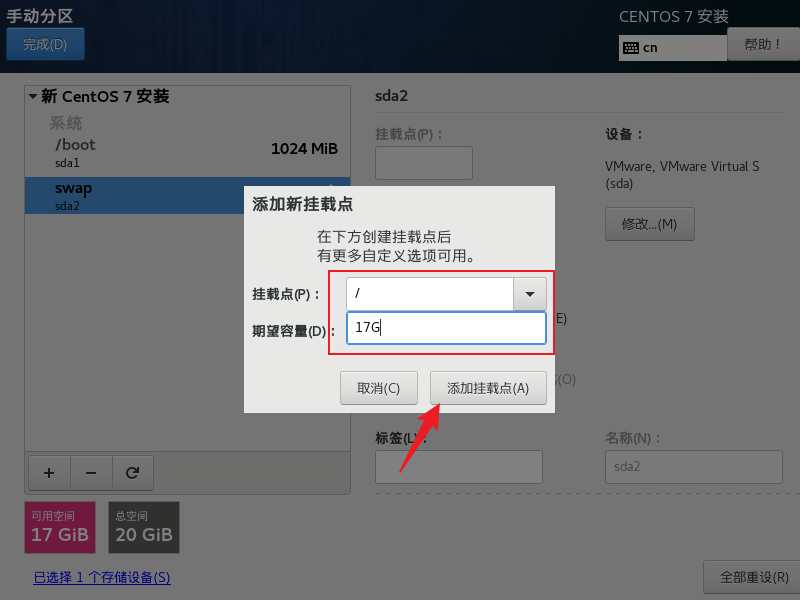 手动分区
CENTOS 7 安装
完成(D)
cn
帮助！
新 CentOS 7 安装
系统
/boot
1024 MiB
sda1
swap
sda2
sda2
挂载点(P)：
设备：
VMware, VMware Virtual S
(sda)
修改...(M)
添加新挂载点
在下方创建挂载点后
有更多自定义选项可用。
挂载点(P)：
/
期望容量(D)：
17G
E)
取消(C)
添加挂载点(A)
(O)
标签(L)：
名称(N)：
sda2
可用空间
17 GiB
总空间
20 GiB
已选择 1 个存储设备(S)
全部重设(R)